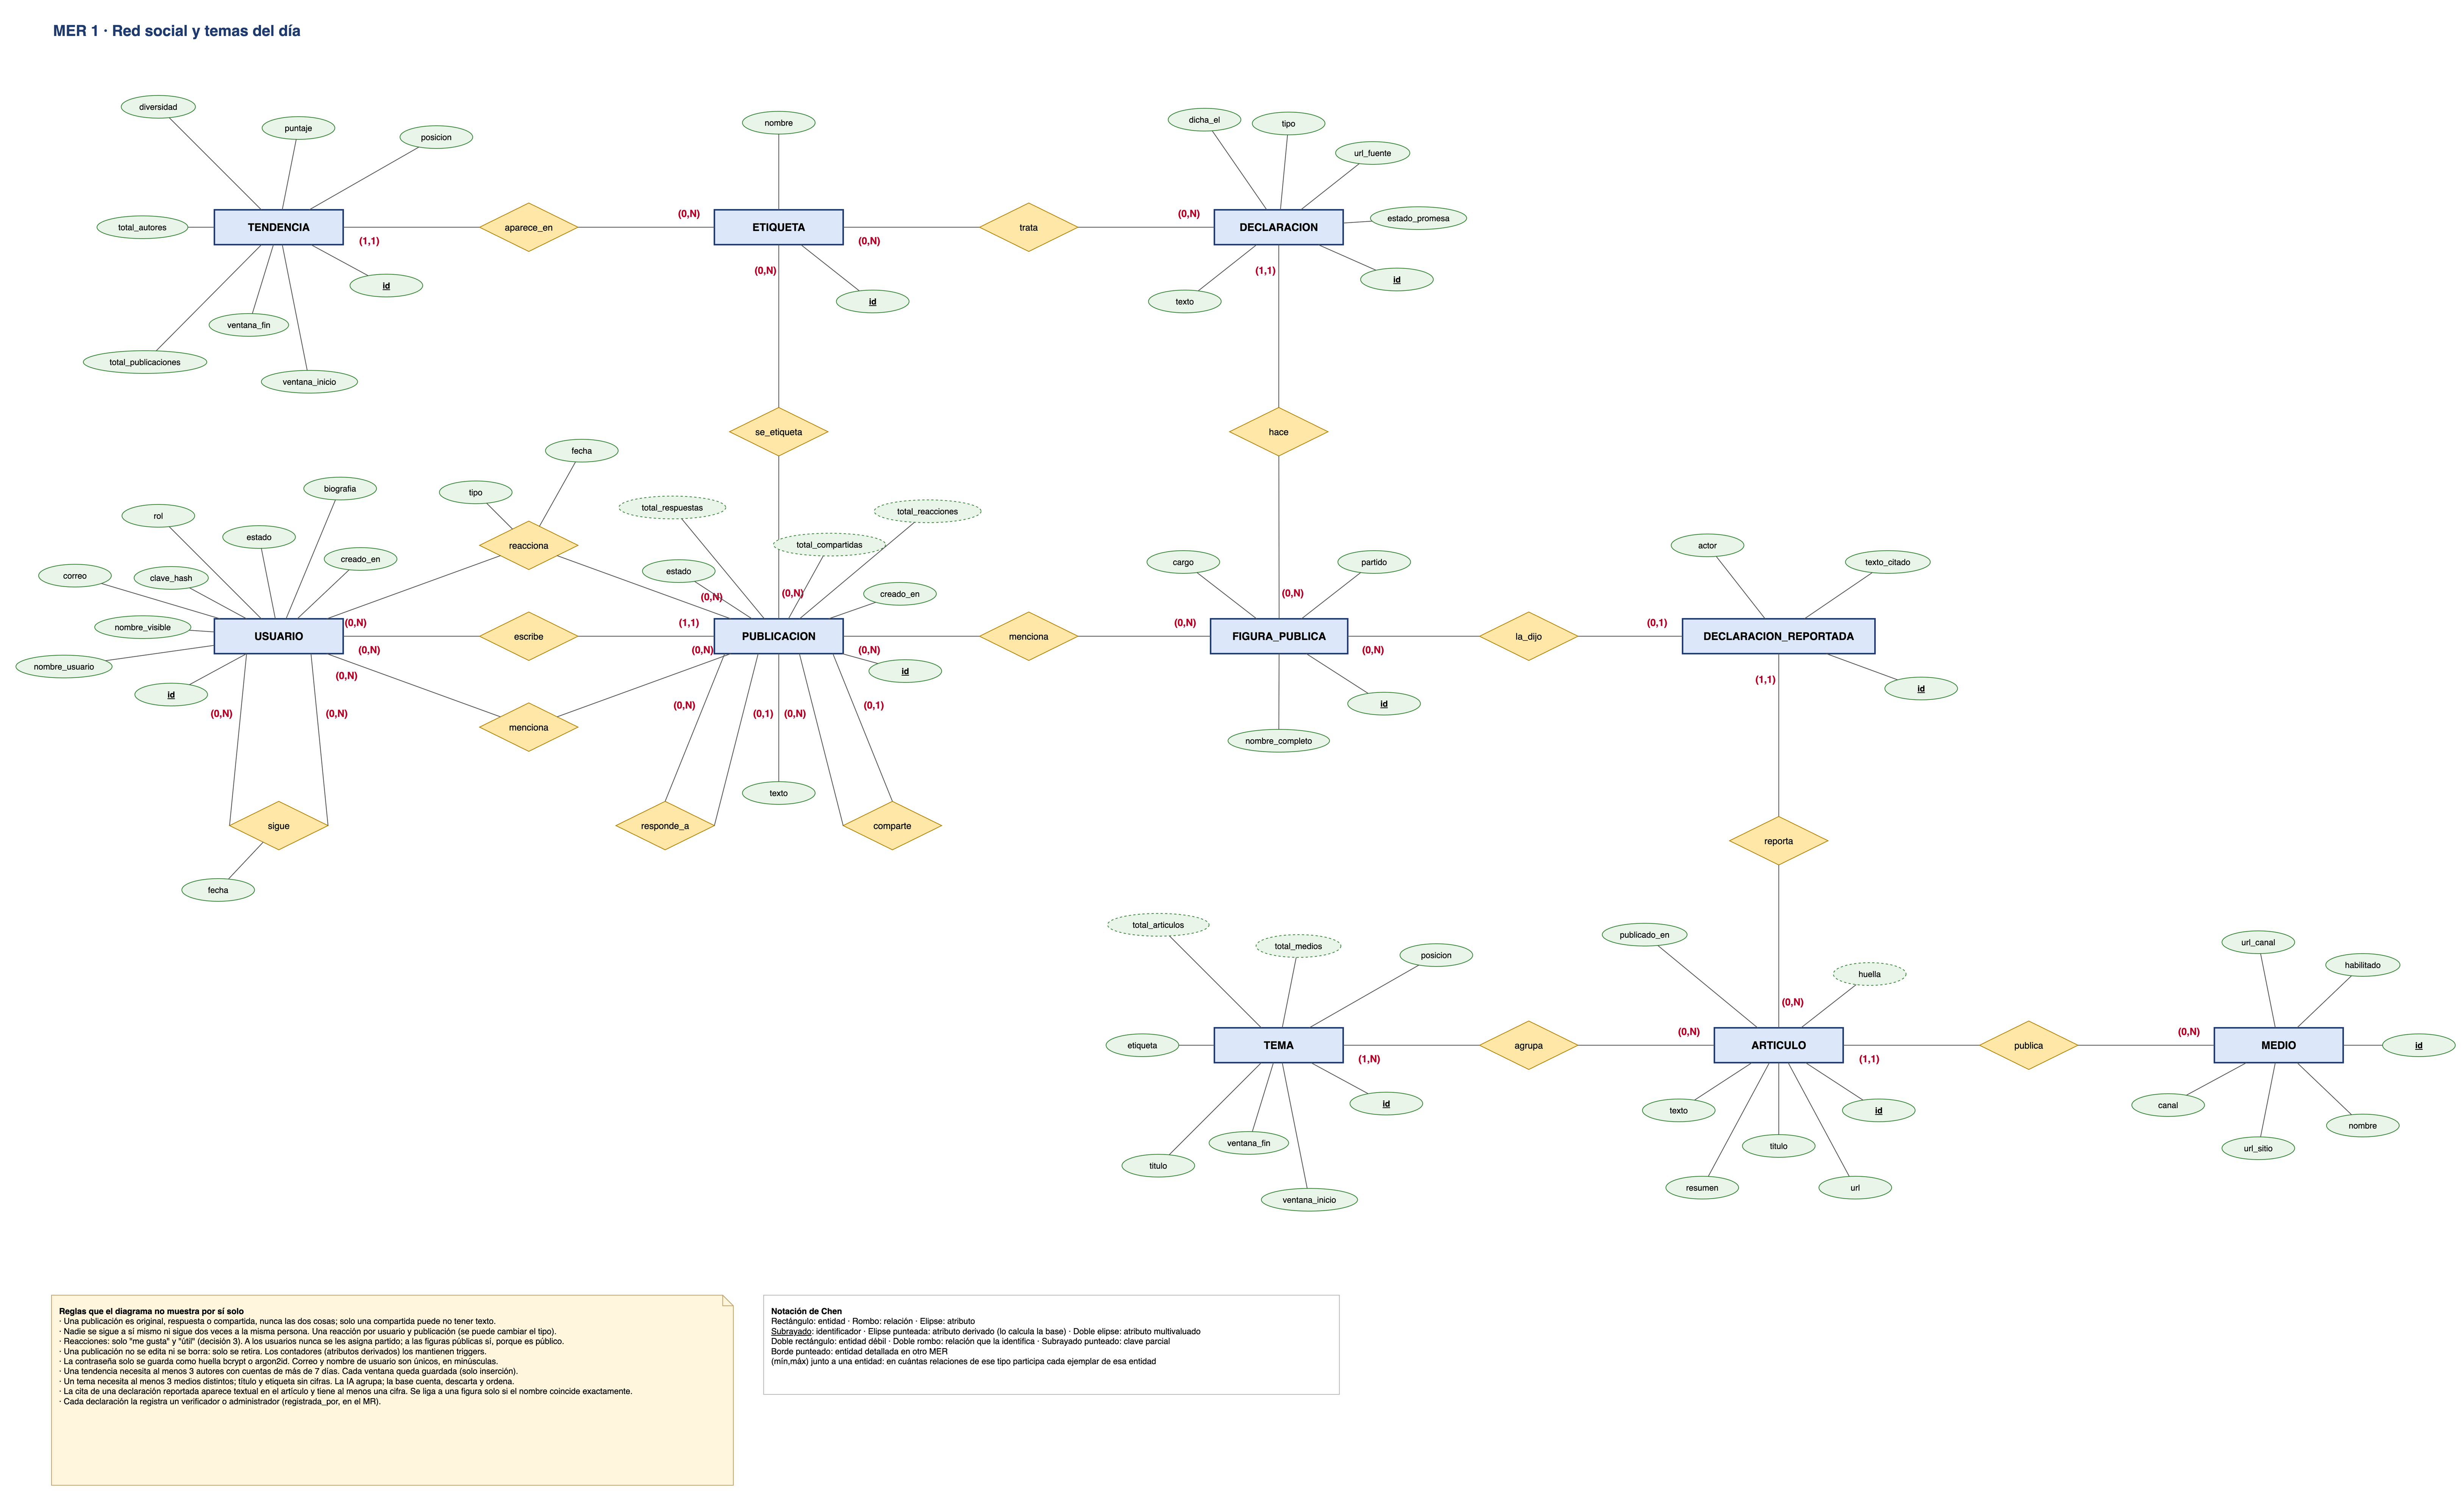 MER 1 · Red social y temas del día
diversidad
puntaje
posicion
total_autores
TENDENCIA
(1,1)
id
ventana_fin
total_publicaciones
ventana_inicio
aparece_en
(0,N)
nombre
ETIQUETA
(0,N)
(0,N)
id
trata
(0,N)
dicha_el
tipo
url_fuente
estado_promesa
DECLARACION
(1,1)
id
texto
se_etiqueta
hace
fecha
tipo
reacciona
biografia
rol
estado
creado_en
correo
clave_hash
nombre_visible
nombre_usuario
USUARIO
(0,N)
(0,N)
(0,N)
id
(0,N)
(0,N)
escribe
menciona
sigue
fecha
total_respuestas
total_reacciones
total_compartidas
estado
creado_en
(0,N)
(0,N)
(1,1)
PUBLICACION
(0,N)
(0,N)
id
(0,N)
(0,1)
(0,N)
(0,1)
texto
responde_a
comparte
menciona
(0,N)
cargo
partido
(0,N)
FIGURA_PUBLICA
(0,N)
id
nombre_completo
la_dijo
(0,1)
actor
texto_citado
DECLARACION_REPORTADA
(1,1)
id
reporta
total_articulos
total_medios
posicion
etiqueta
TEMA
(1,N)
id
ventana_fin
titulo
ventana_inicio
agrupa
(0,N)
publicado_en
huella
(0,N)
ARTICULO
(1,1)
texto
id
titulo
resumen
url
publica
(0,N)
url_canal
habilitado
MEDIO
id
canal
nombre
url_sitio
Reglas que el diagrama no muestra por sí solo
· Una publicación es original, respuesta o compartida, nunca las dos cosas; solo una compartida puede no tener texto.
· Nadie se sigue a sí mismo ni sigue dos veces a la misma persona. Una reacción por usuario y publicación (se puede cambiar el tipo).
· Reacciones: solo "me gusta" y "útil" (decisión 3). A los usuarios nunca se les asigna partido; a las figuras públicas sí, porque es público.
· Una publicación no se edita ni se borra: solo se retira. Los contadores (atributos derivados) los mantienen triggers.
· La contraseña solo se guarda como huella bcrypt o argon2id. Correo y nombre de usuario son únicos, en minúsculas.
· Una tendencia necesita al menos 3 autores con cuentas de más de 7 días. Cada ventana queda guardada (solo inserción).
· Un tema necesita al menos 3 medios distintos; título y etiqueta sin cifras. La IA agrupa; la base cuenta, descarta y ordena.
· La cita de una declaración reportada aparece textual en el artículo y tiene al menos una cifra. Se liga a una figura solo si el nombre coincide exactamente.
· Cada declaración la registra un verificador o administrador (registrada_por, en el MR).
Notación de Chen
Rectángulo: entidad · Rombo: relación · Elipse: atributo
Subrayado: identificador · Elipse punteada: atributo derivado (lo calcula la base) · Doble elipse: atributo multivaluado
Doble rectángulo: entidad débil · Doble rombo: relación que la identifica · Subrayado punteado: clave parcial
Borde punteado: entidad detallada en otro MER
(mín,máx) junto a una entidad: en cuántas relaciones de ese tipo participa cada ejemplar de esa entidad